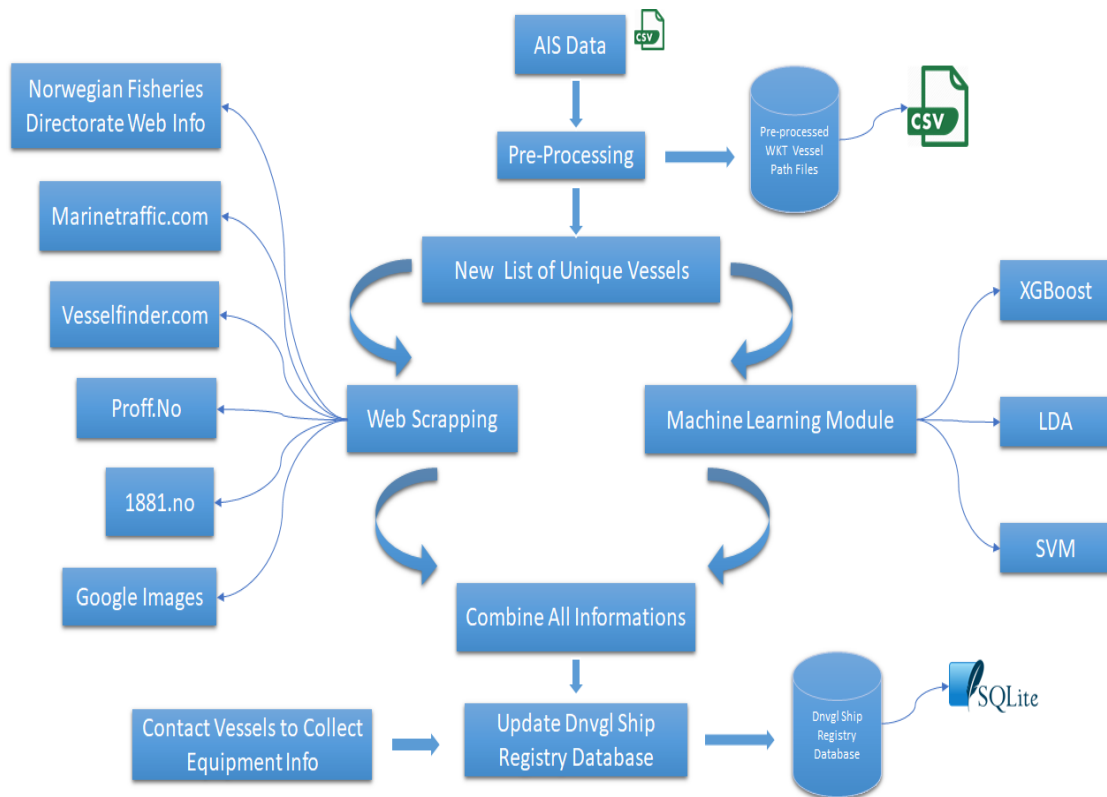 AIS Data
CSV
Norwegian Fisheries
Directorate Web Info
Pre-Processing
Pre-processed
WKT Vessel
Path Files
CSV
Marinetraffic.com
New List of Unique Vessels
XGBoost
Vesselfinder.com
Proff.No
Web Scrapping
Machine Learning Module
LDA
1881.no
SVM
Google Images
Combine All Informations
Contact Vessels to Collect
Equipment Info
Update Dnvgl Ship
Registry Database
Dnvgl Ship
Registry
Database
SQLite